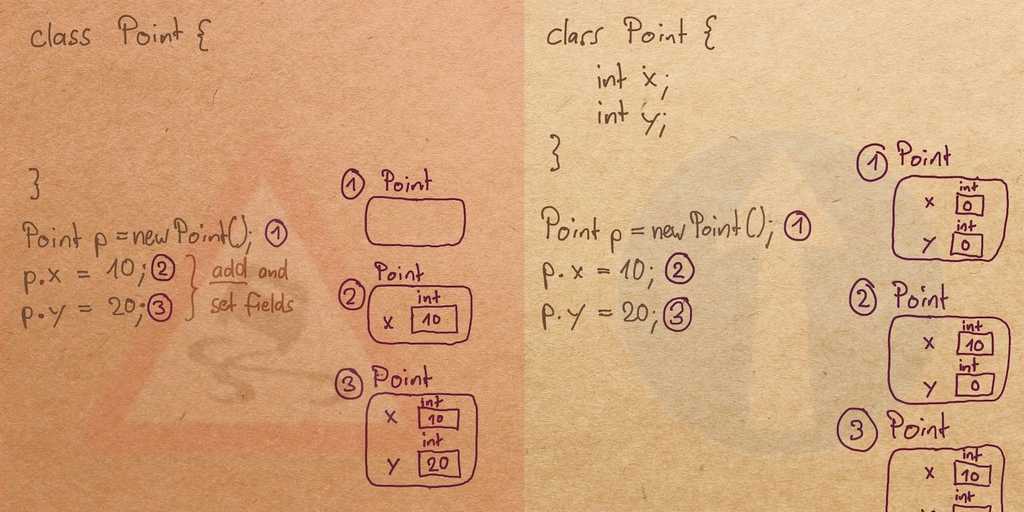 class Point {
}
Point p = new Point(); ①
p.x = 10; ②
p.y = 20; ③
} add and
set fields
① Point
② Point
int
x 10
③ Point
int
x 10
int
y 20
class Point {
int x;
int y;
}
Point p = new Point(); ①
p.x = 10; ②
p.y = 20; ③
① Point
int
x 0
int
y 0
② Point
int
x 10
int
y 0
③ Point
int
x 10
int